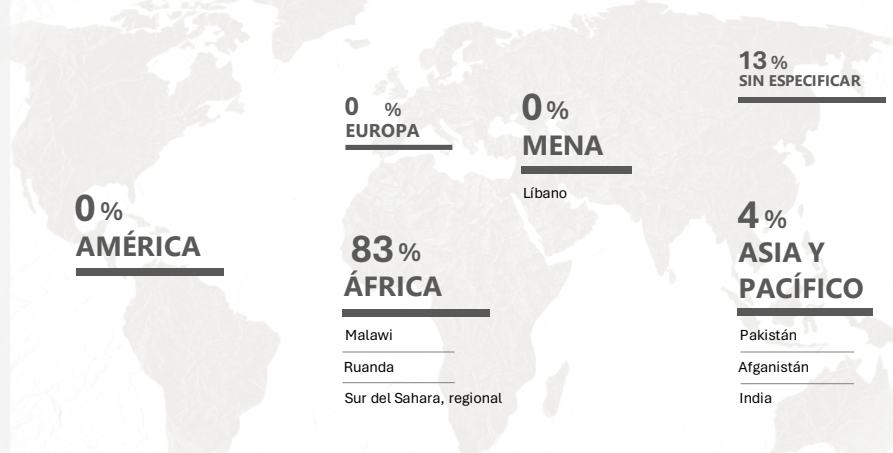 0 %
AMÉRICA
0 %
EUROPA
83 %
ÁFRICA
Malawi
Ruanda
Sur del Sahara, regional
0 %
MENA
Líbano
13 %
SIN ESPECIFICAR
4 %
ASIA Y
PACÍFICO
Pakistán
Afganistán
India